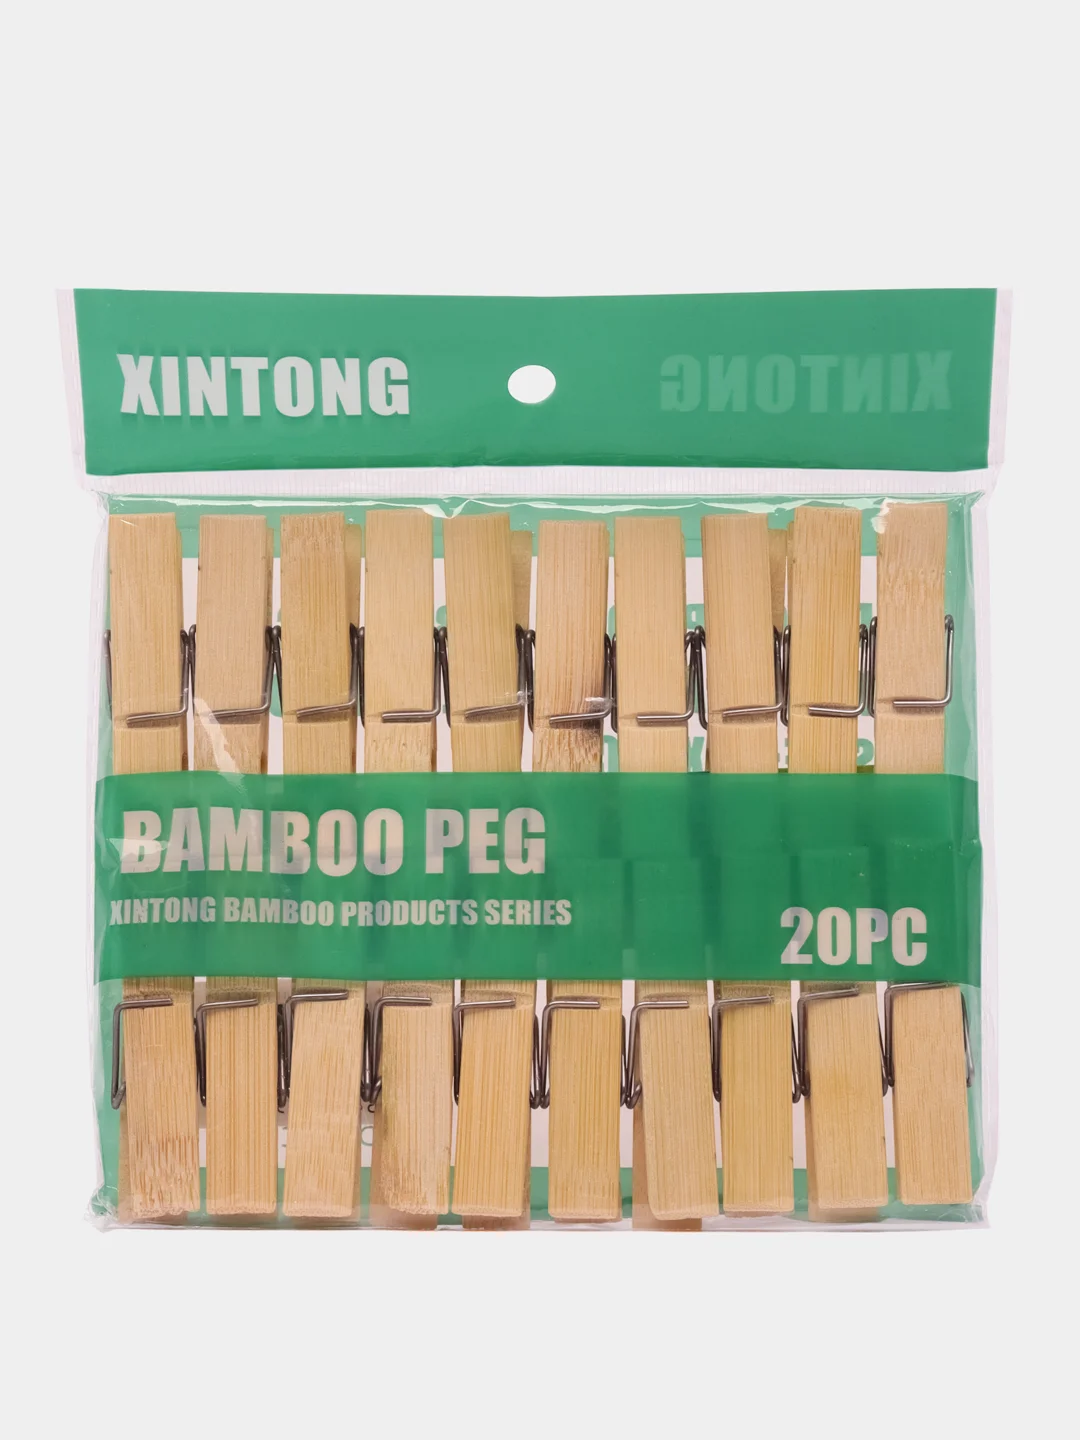 XINTONG
XINTONG
BAMBOO PEG
XINTONG BAMBOO PRODUCTS SERIES
20PC